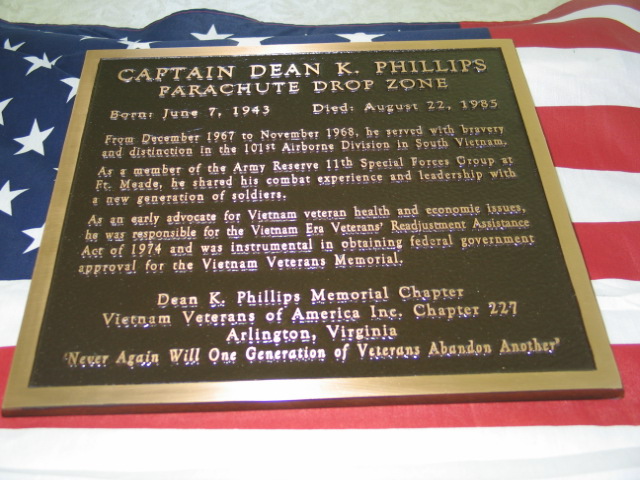 CAPTAIN DEAN K. PHILLIPS
PARACHUTE DROP ZONE
Born: June 7, 1943 Died: August 22, 1985
From December 1967 to November 1968, he served with bravery
and distinction in the 101st Airborne Division in South Vietnam.
As a member of the Army Reserve 11th Special Forces Group at
Ft. Meade, he shared his combat experience and leadership with
a new generation of soldiers.
As an early advocate for Vietnam veteran health and economic issues,
he was responsible for the Vietnam Era Veterans' Readjustment Assistance
Act of 1974 and was instrumental in obtaining federal government
approval for the Vietnam Veterans Memorial.
Dean K. Phillips Memorial Chapter
Vietnam Veterans of America Inc. Chapter 227
Arlington, Virginia
"Never Again Will One Generation of Veterans Abandon Another"